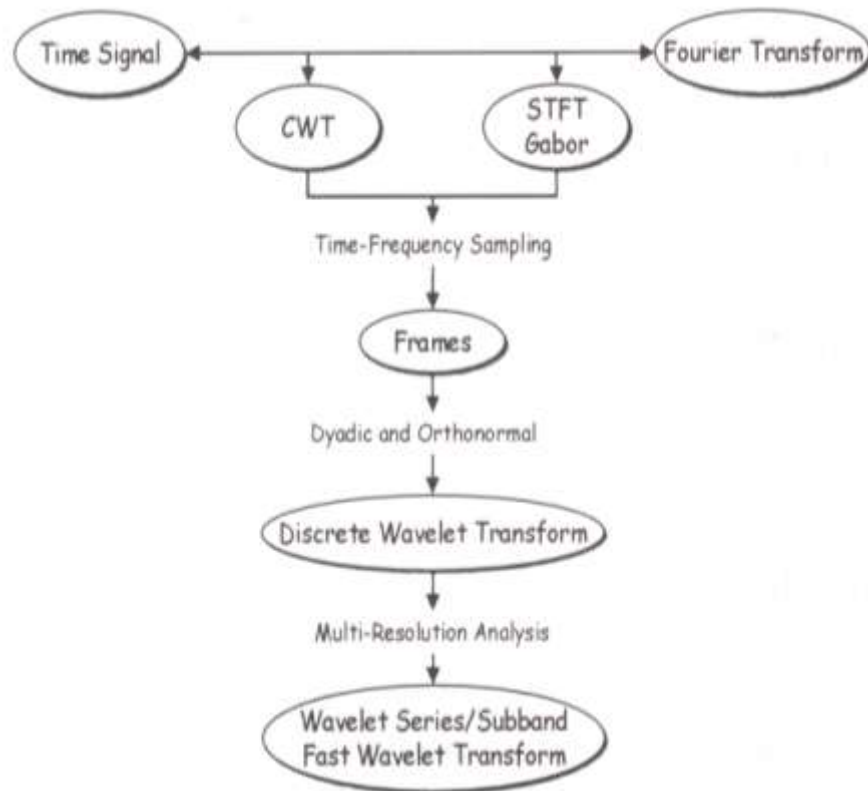 Time Signal
Fourier Transform
CWT
STFT
Gabor
Time-Frequency Sampling
Frames
Dyadic and Orthonormal
Discrete Wavelet Transform
Multi-Resolution Analysis
Wavelet Series/Subband
Fast Wavelet Transform